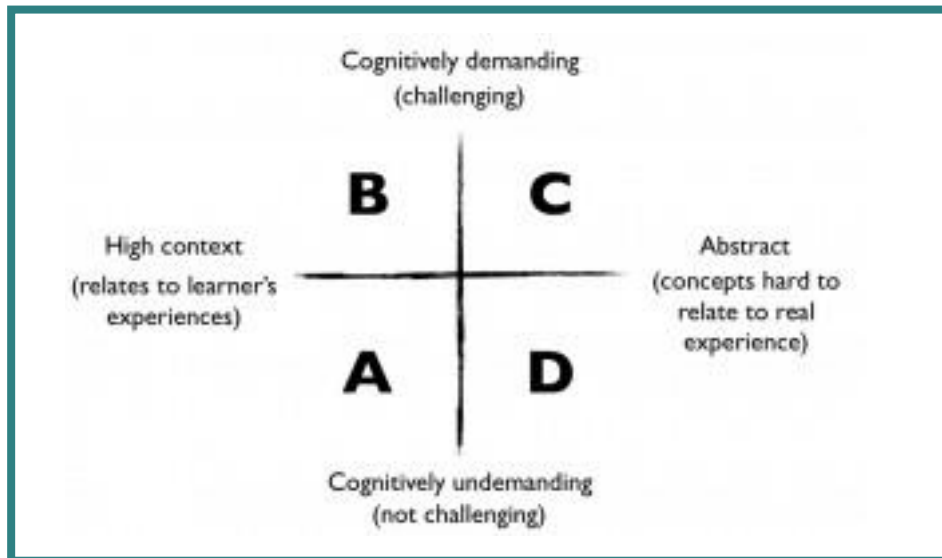 Cognitively demanding
(challenging)
B
C
High context
(relates to learner's
experiences)
Abstract
(concepts hard to
relate to real
experience)
A
D
Cognitively undemanding
(not challenging)